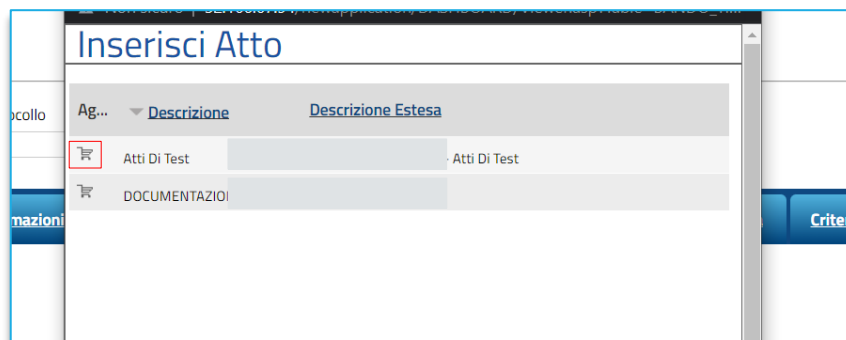 Inserisci Atto
ocollo
Ag... Descrizione Descrizione Estesa
Atti Di Test - Atti Di Test
DOCUMENTAZIO
mazioni Crite